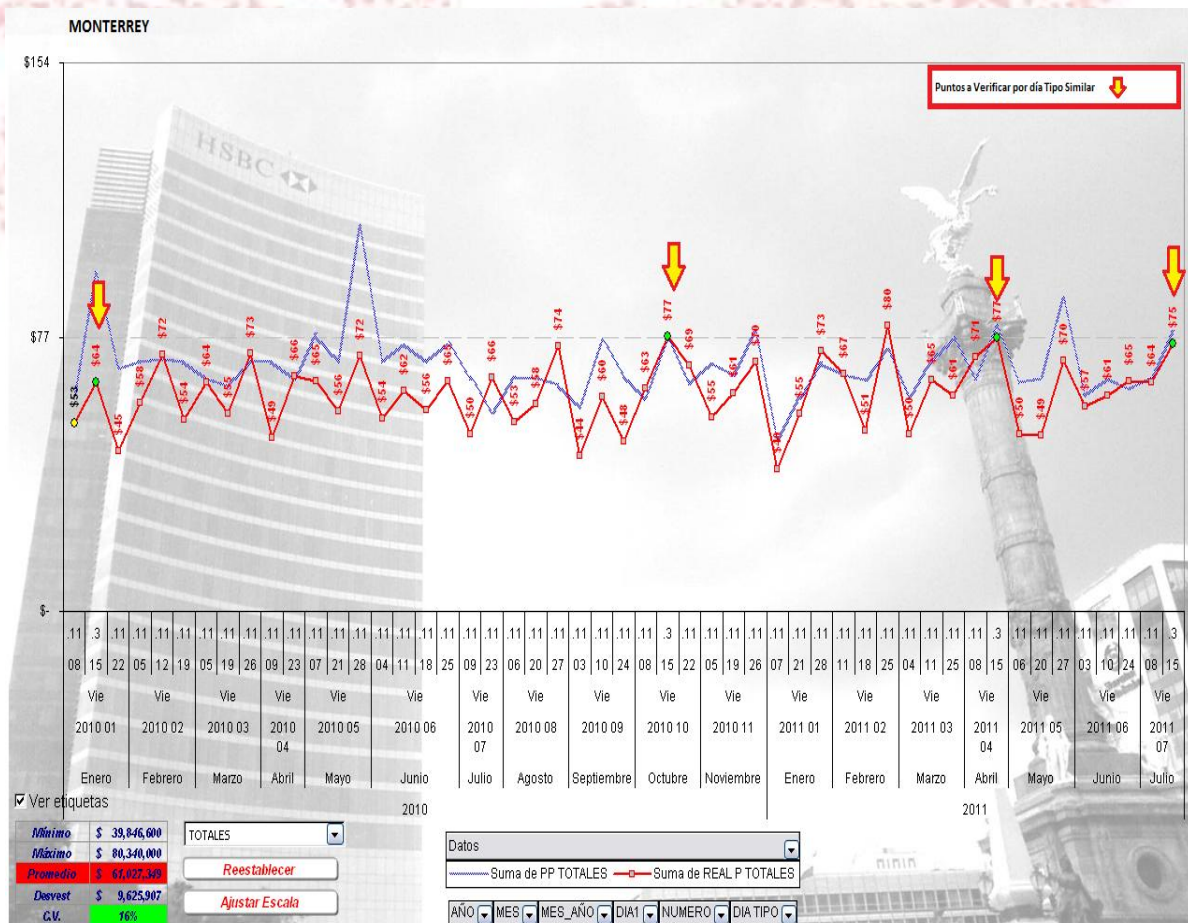 MONTERREY
$154
Puntos a Verificar por día Tipo Similar
HSBC
$77
$-
$53 $64 $45 $58 $72 $54 $64 $55 $73 $49 $66 $65 $56 $72 $54 $62 $56 $65 $50 $66 $53 $58 $74 $44 $60 $48 $63 $77 $69 $55 $61 $70 $40 $55 $73 $67 $51 $80 $50 $65 $61 $71 $77 $50 $49 $70 $57 $61 $65 $64 $75
.11 .3 .11 .11 .11 .11 .11 .11 .11 .11 .11 .11 .11 .11 .11 .11 .11 .11 .11 .11 .11 .11 .11 .11 .11 .11 .11 .3 .11 .11 .11 .11 .11 .11 .11 .11 .11 .11 .11 .11 .11 .11 .3 .11 .11 .11 .11 .11 .11 .11 .3
08 15 22 05 12 19 05 19 26 09 23 07 21 28 04 11 18 25 09 23 06 20 27 03 10 24 08 15 22 05 19 26 07 21 28 11 18 25 04 11 25 08 15 06 20 27 03 10 24 08 15
Vie Vie Vie Vie Vie Vie Vie Vie Vie Vie Vie Vie Vie Vie Vie Vie Vie Vie
2010 01 2010 02 2010 03 2010 04 2010 05 2010 06 2010 07 2010 08 2010 09 2010 10 2010 11 2011 01 2011 02 2011 03 2011 04 2011 05 2011 06 2011 07
Enero Febrero Marzo Abril Mayo Junio Julio Agosto Septiembre Octubre Noviembre Enero Febrero Marzo Abril Mayo Junio Julio
2010 2011
Ver etiquetas
Mínimo $ 39,846,600
Máximo $ 80,340,000
Promedio $ 61,027,349
Desvest $ 9,625,907
C.V. 16%
TOTALES
Reestablecer
Ajustar Escala
Datos
Suma de PP TOTALES Suma de REAL P TOTALES
AÑO MES MES_AÑO DIA1 NUMERO DIA TIPO